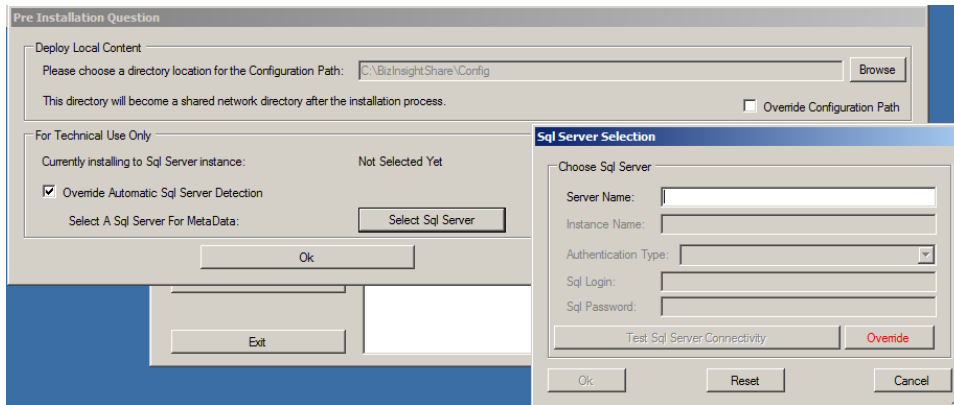 Pre Installation Question
Deploy Local Content
Please choose a directory location for the Configuration Path: C:\BizInsightShare\Config Browse
This directory will become a shared network directory after the installation process. Override Configuration Path
For Technical Use Only
Currently installing to Sql Server instance: Not Selected Yet
Override Automatic Sql Server Detection
Select A Sql Server For MetaData: Select Sql Server
Ok
Exit
Sql Server Selection
Choose Sql Server
Server Name:
Instance Name:
Authentication Type:
Sql Login:
Sql Password:
Test Sql Server Connectivity Override
Ok Reset Cancel